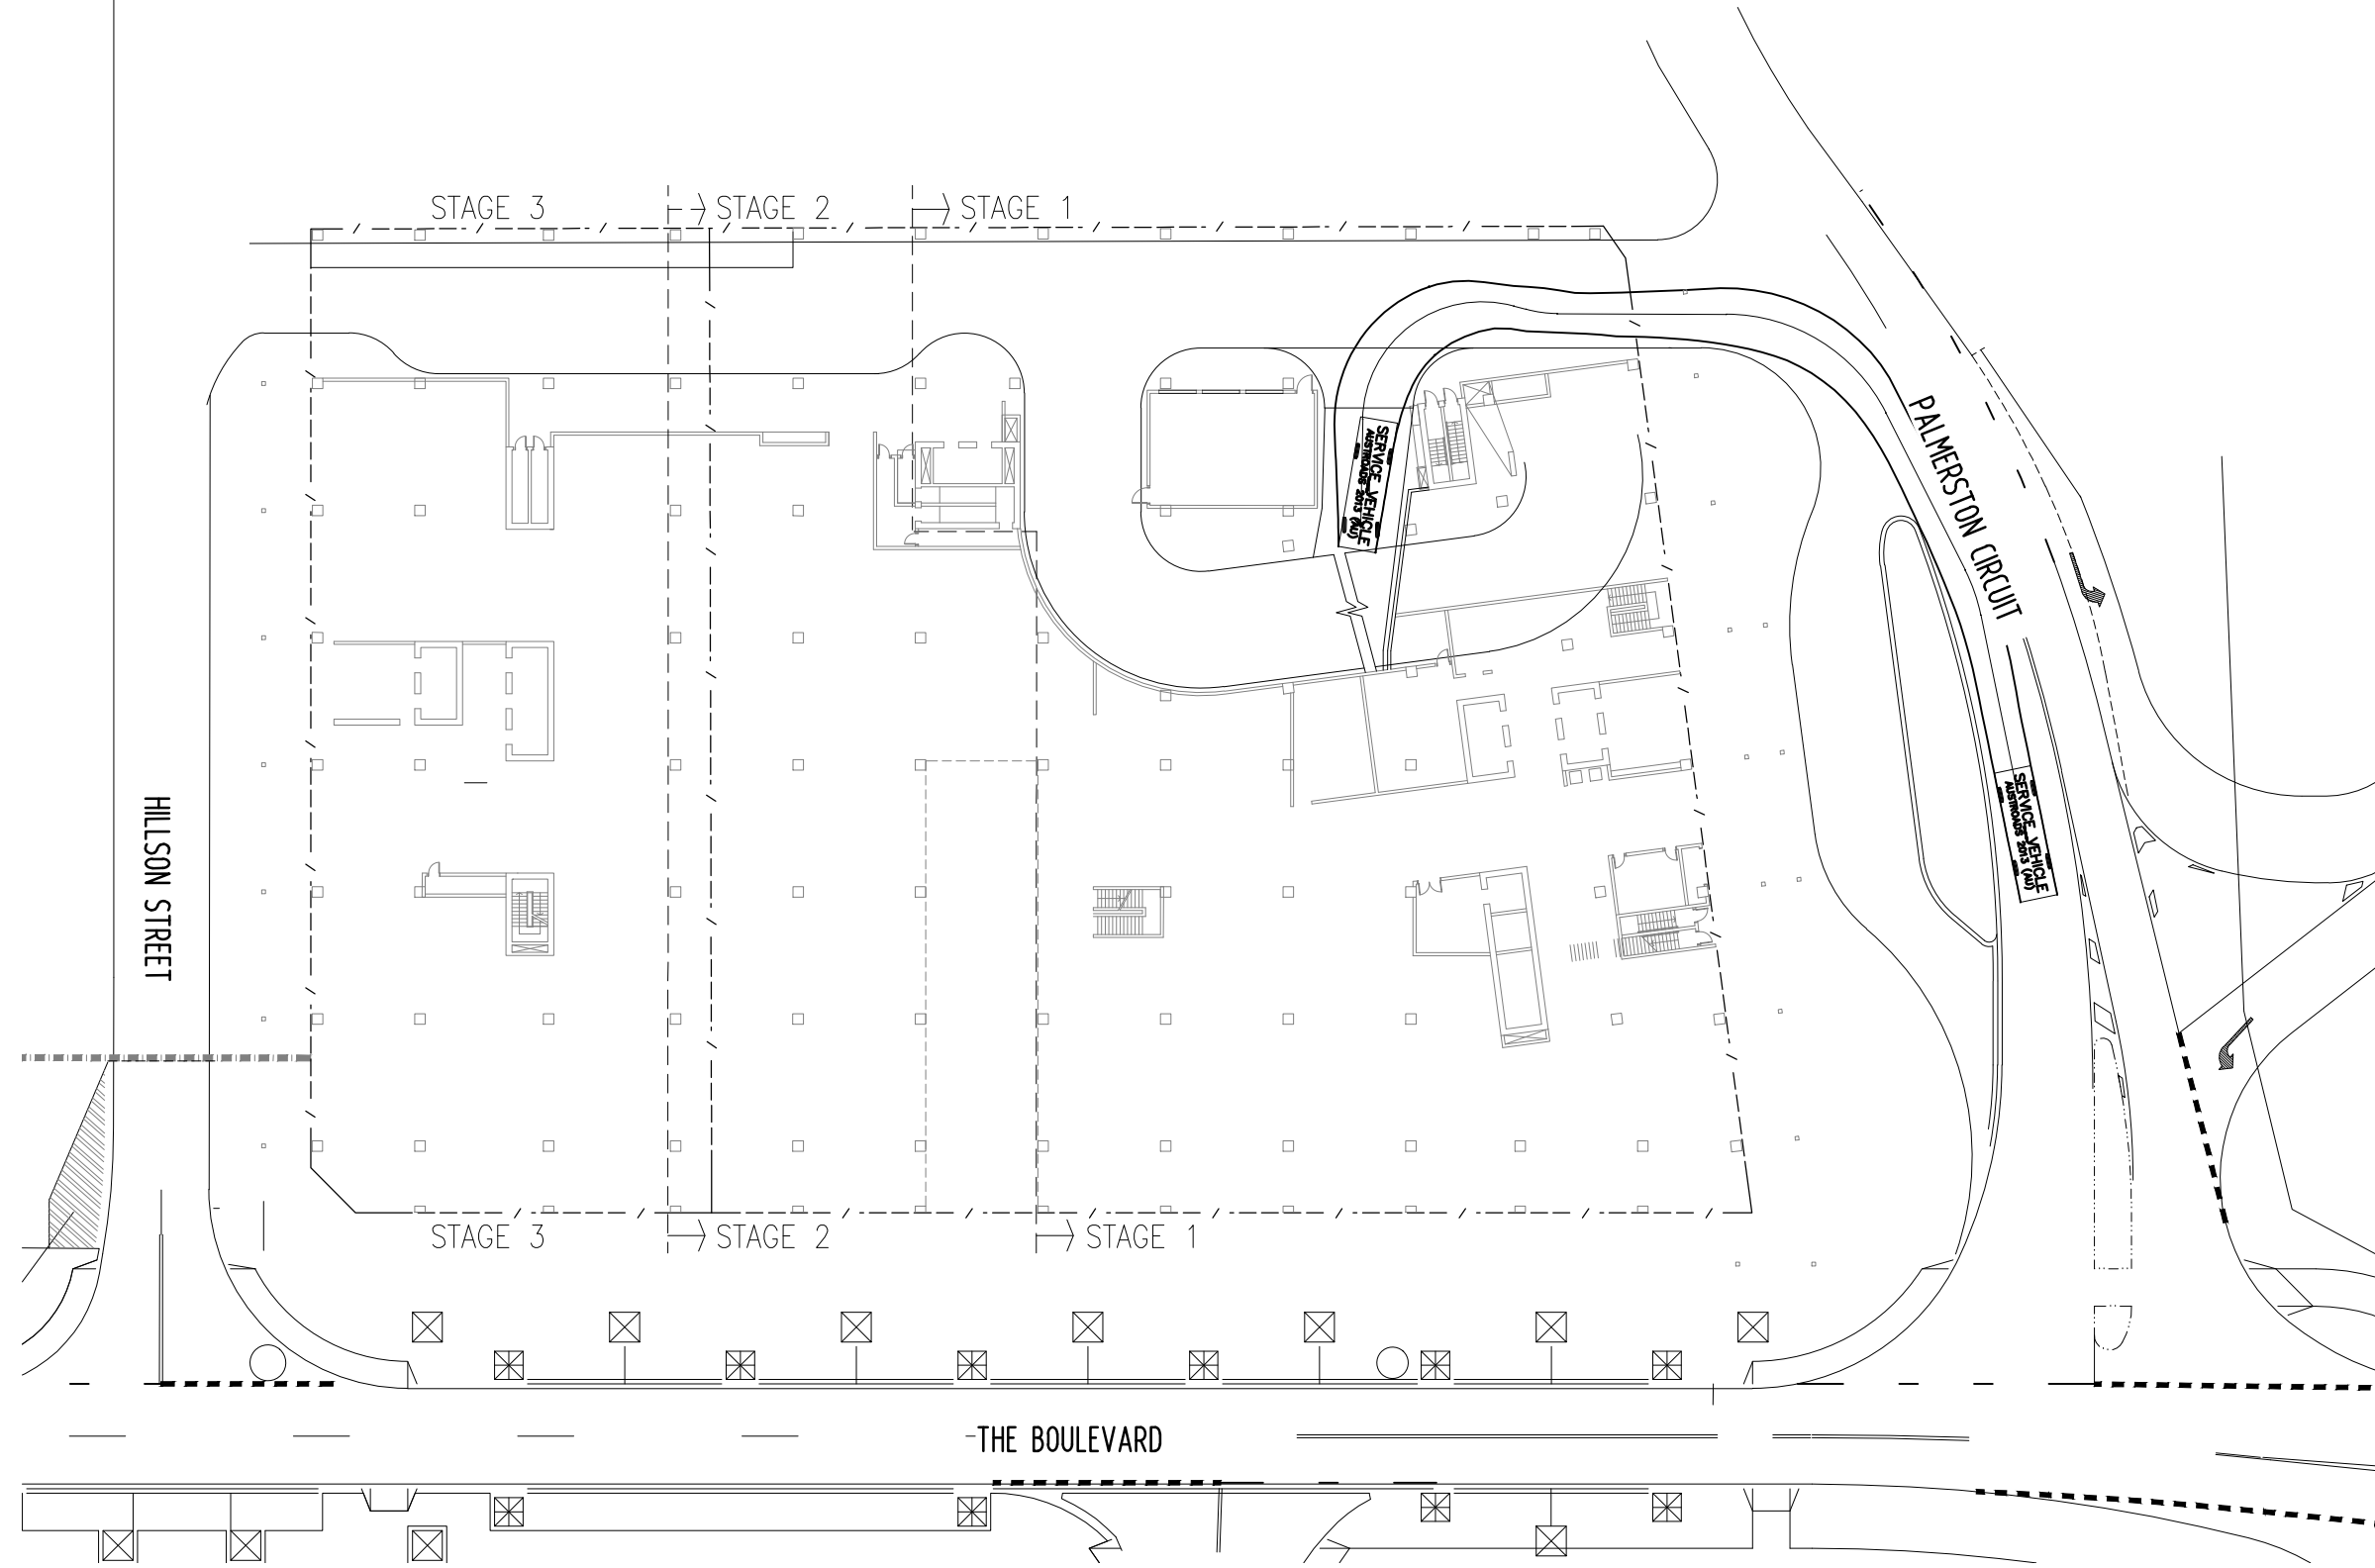 STAGE 3
STAGE 2
STAGE 1
PALMERSTON CIRCUIT
SERVICE VEHICLE
AUSTROADS 2013 (AU)
HILLSON STREET
SERVICE VEHICLE
AUSTROADS 2013 (AU)
STAGE 3
STAGE 2
STAGE 1
THE BOULEVARD